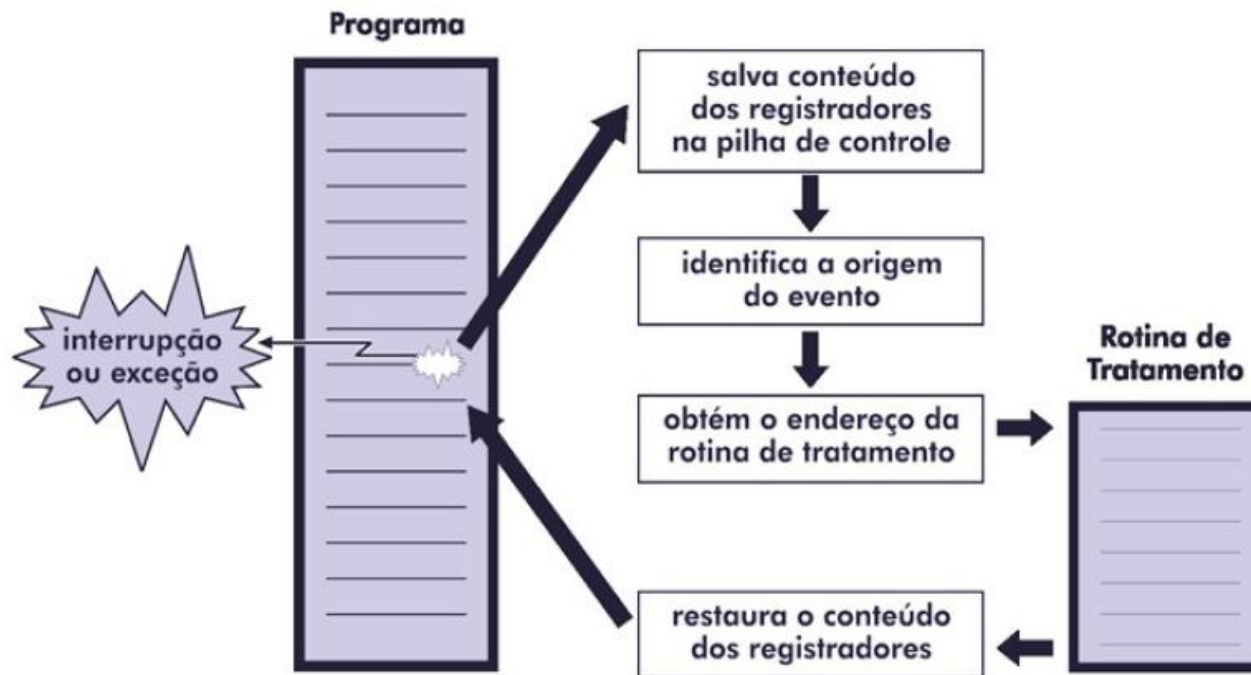 Programa
salva conteúdo
dos registradores
na pilha de controle
identifica a origem
do evento
interrupção
ou exceção
Rotina de
Tratamento
obtém o endereço da
rotina de tratamento
restaura o conteúdo
dos registradores